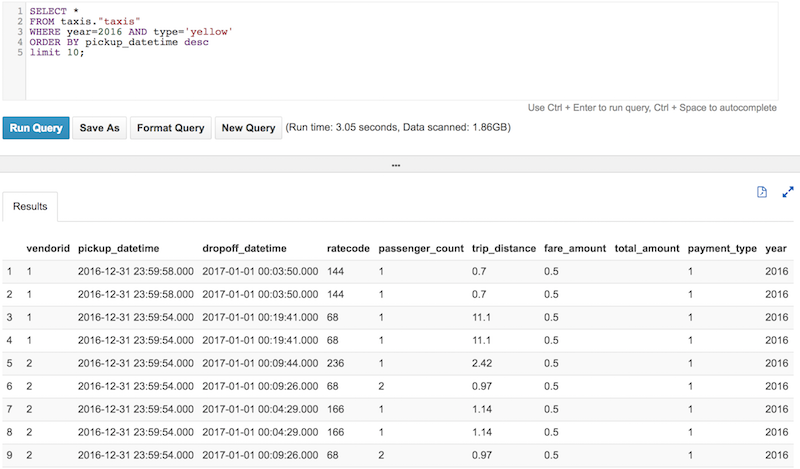 1 SELECT *
2 FROM taxis."taxis"
3 WHERE year=2016 AND type='yellow'
4 ORDER BY pickup_datetime desc
5 limit 10;
Use Ctrl + Enter to run query, Ctrl + Space to autocomplete
Run Query Save As Format Query New Query (Run time: 3.05 seconds, Data scanned: 1.86GB)
Results
vendorid pickup_datetime dropoff_datetime ratecode passenger_count trip_distance fare_amount total_amount payment_type year
1 1 2016-12-31 23:59:58.000 2017-01-01 00:03:50.000 144 1 0.7 0.5 1 2016
2 1 2016-12-31 23:59:58.000 2017-01-01 00:03:50.000 144 1 0.7 0.5 1 2016
3 1 2016-12-31 23:59:54.000 2017-01-01 00:19:41.000 68 1 11.1 0.5 1 2016
4 1 2016-12-31 23:59:54.000 2017-01-01 00:19:41.000 68 1 11.1 0.5 1 2016
5 2 2016-12-31 23:59:54.000 2017-01-01 00:09:44.000 236 1 2.42 0.5 1 2016
6 2 2016-12-31 23:59:54.000 2017-01-01 00:09:26.000 68 2 0.97 0.5 1 2016
7 2 2016-12-31 23:59:54.000 2017-01-01 00:04:29.000 166 1 1.14 0.5 1 2016
8 2 2016-12-31 23:59:54.000 2017-01-01 00:04:29.000 166 1 1.14 0.5 1 2016
9 2 2016-12-31 23:59:54.000 2017-01-01 00:09:26.000 68 2 0.97 0.5 1 2016